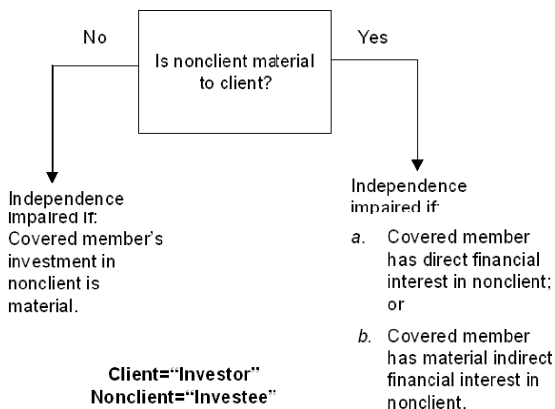 No
Is nonclient material
to client?
Yes
Independence
impaired if:
Covered member's
investment in
nonclient is
material.
Independence
impaired if:
a. Covered member
has direct financial
interest in nonclient;
or
b. Covered member
has material indirect
financial interest in
nonclient.
Client="Investor"
Nonclient="Investee"